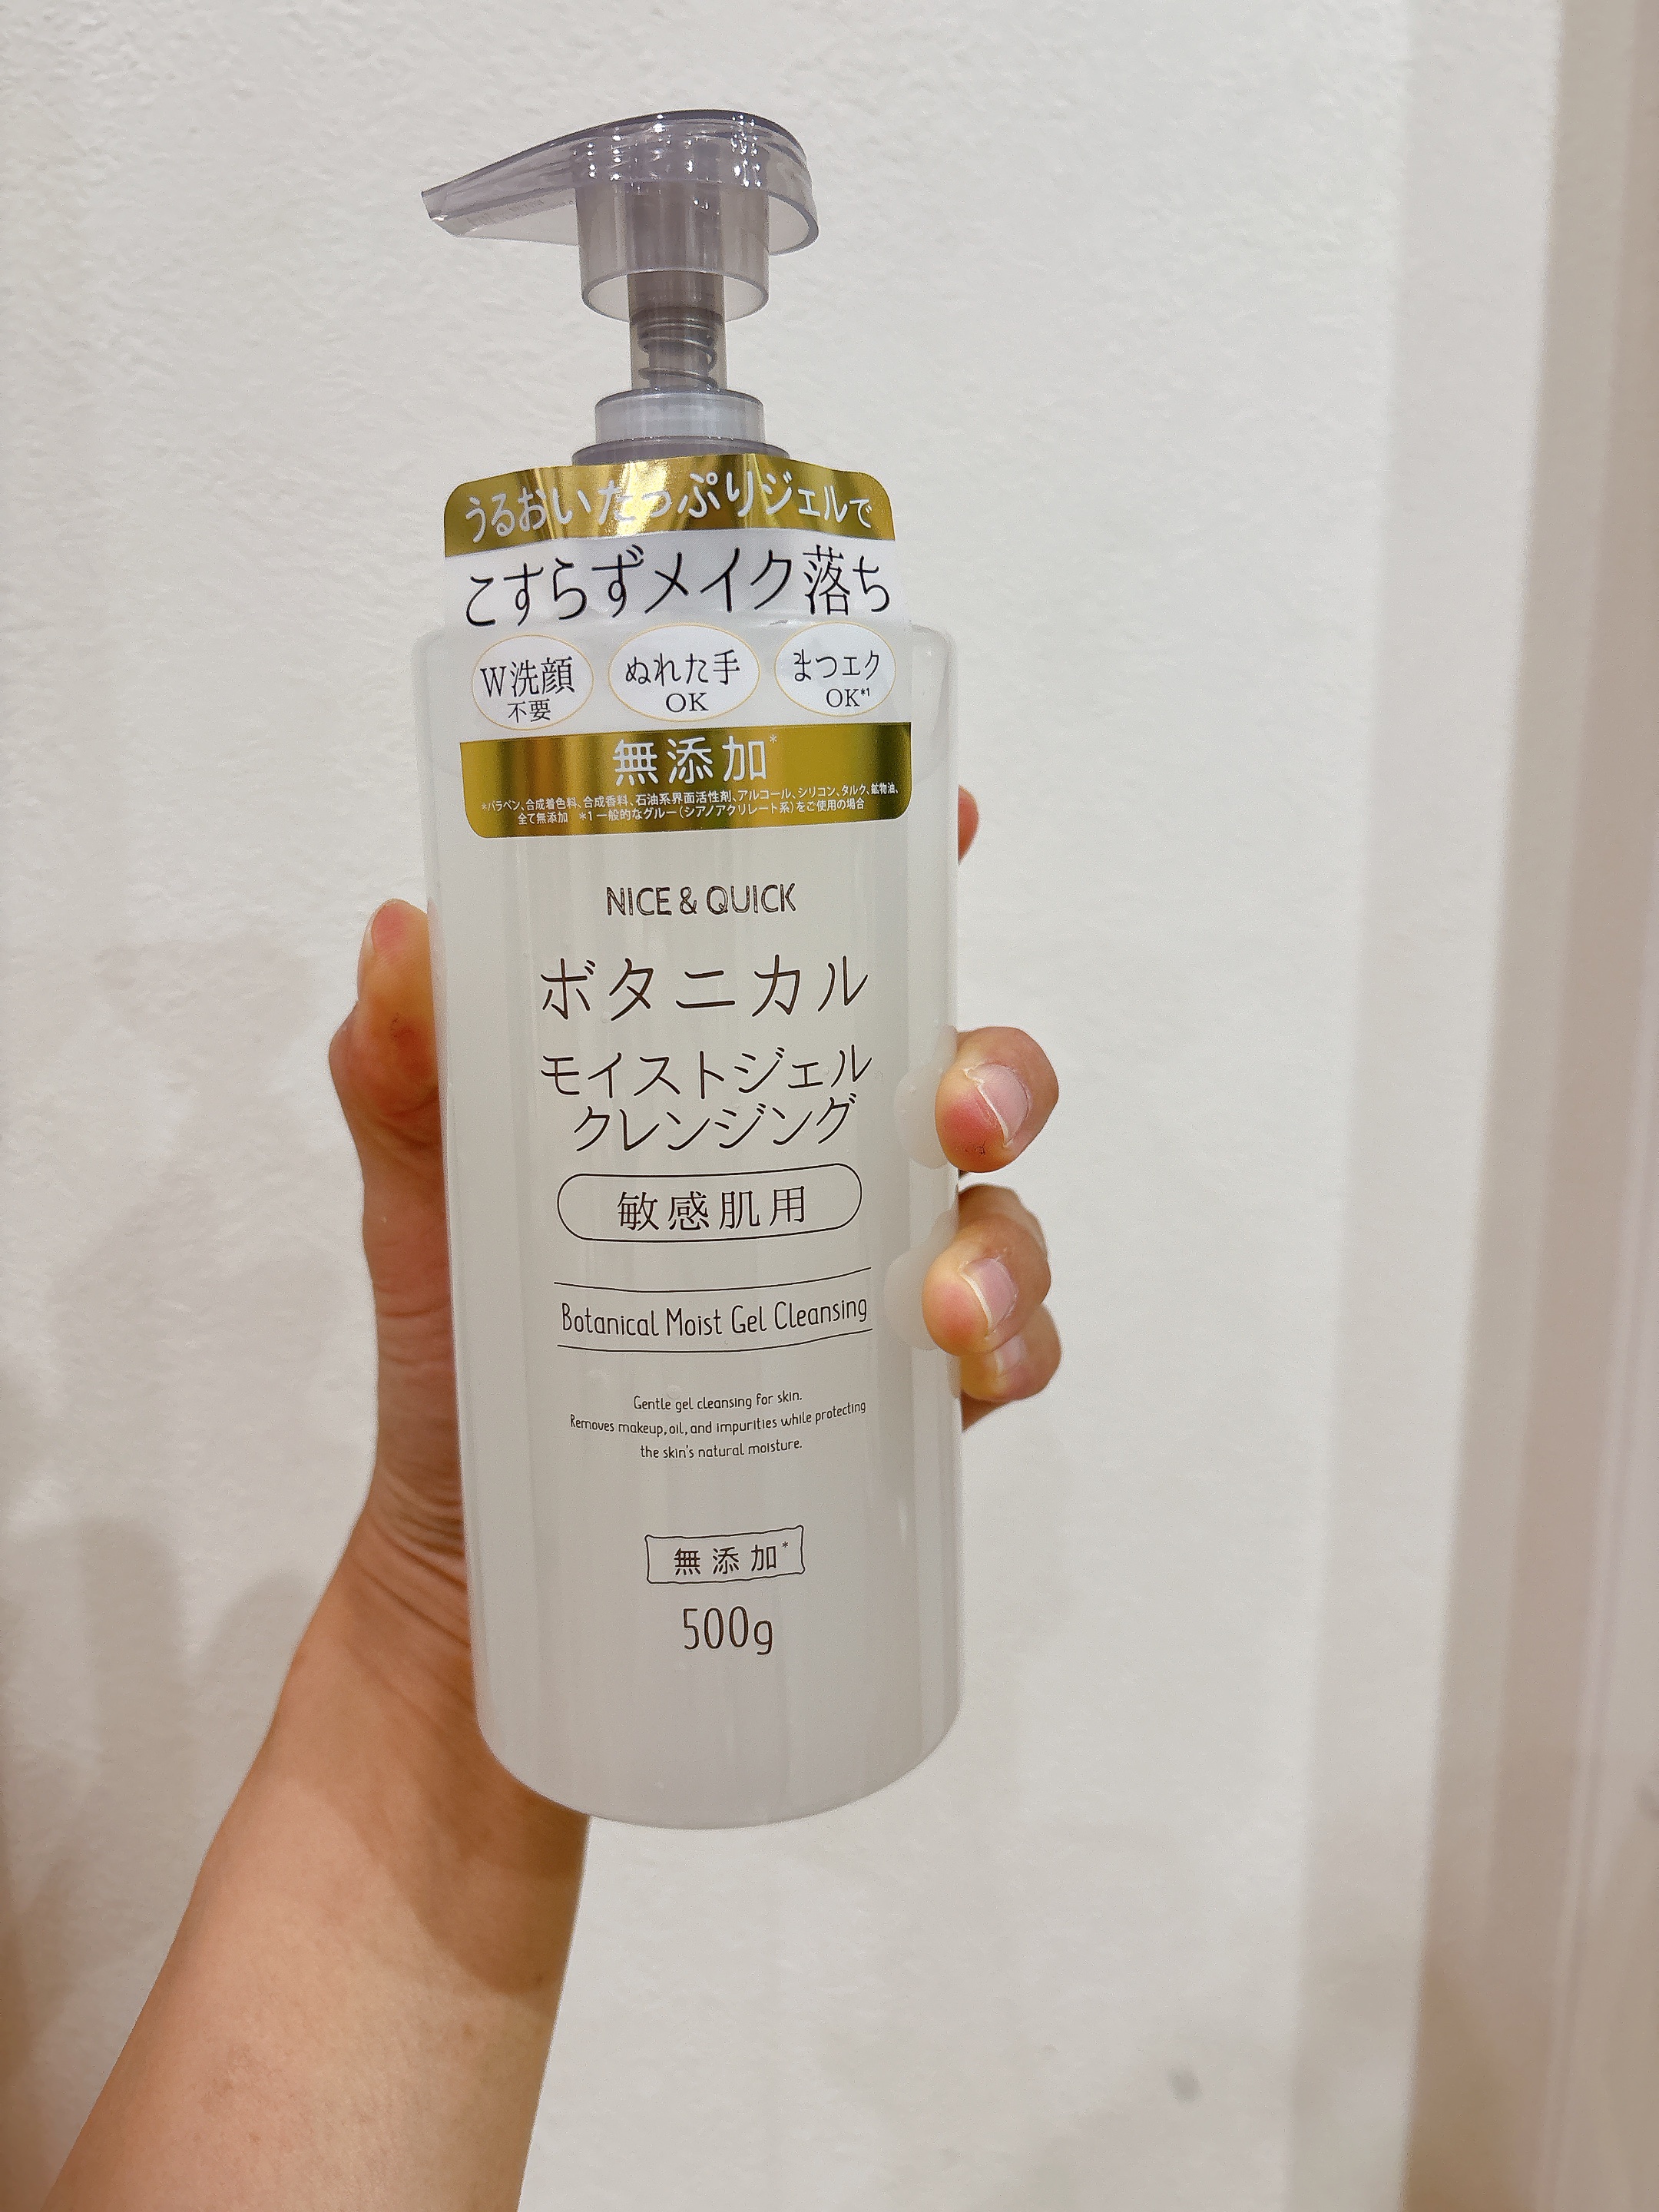 うるおいたっぷりジェルで
こすらずメイク落ち
W洗顔
不要
ぬれた手
OK
まつエク
OK*1
無添加*
*パラベン、合成着色料、合成香料、石油系界面活性剤、アルコール、シリコン、タルク、鉱物油、
全て無添加 *1 一般的なグルー(シアノアクリレート系)をご使用の場合
NICE & QUICK
ボタニカル
モイストジェル
クレンジング
敏感肌用
Botanical Moist Gel Cleansing
Gentle gel cleansing for skin.
Removes makeup, oil, and impurities while protecting
the skin's natural moisture.
無添加*
500g